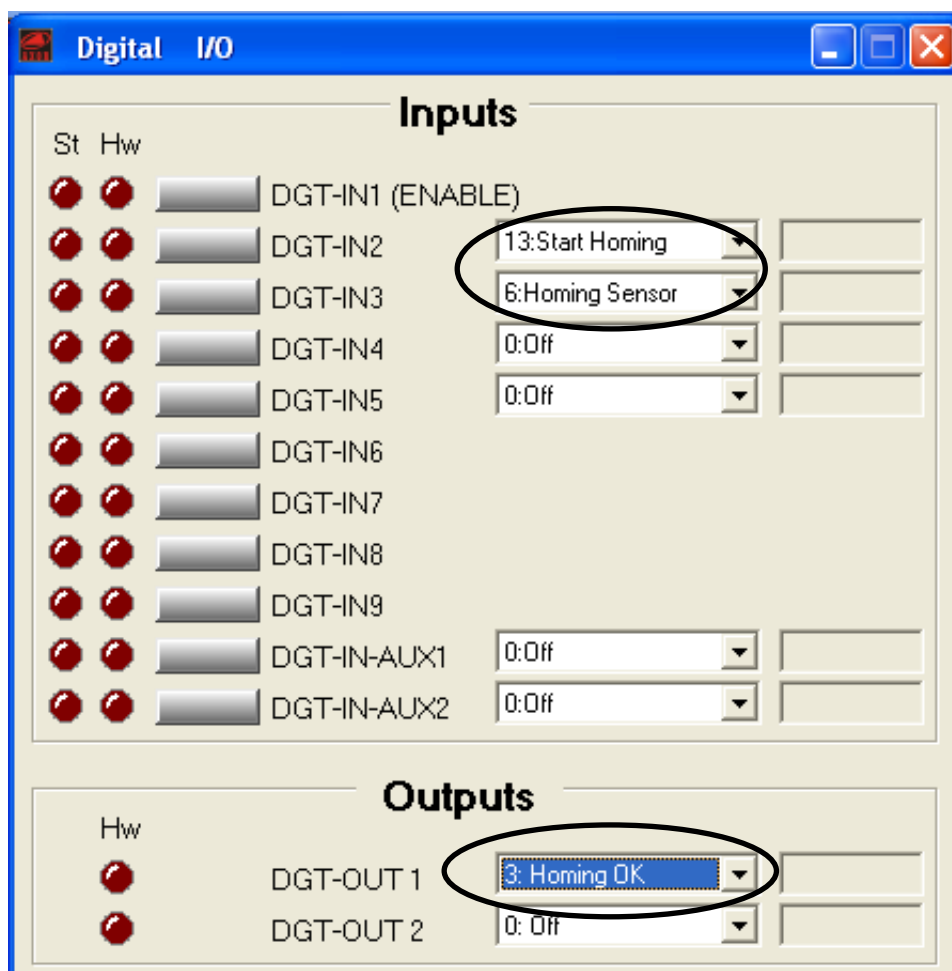 Digital I/O
Inputs
St Hw
DGT-IN1 (ENABLE)
DGT-IN2 13:Start Homing
DGT-IN3 6:Homing Sensor
DGT-IN4 0:Off
DGT-IN5 0:Off
DGT-IN6
DGT-IN7
DGT-IN8
DGT-IN9
DGT-IN-AUX1 0:Off
DGT-IN-AUX2 0:Off
Outputs
Hw
DGT-OUT 1 3: Homing OK
DGT-OUT 2 0: Off